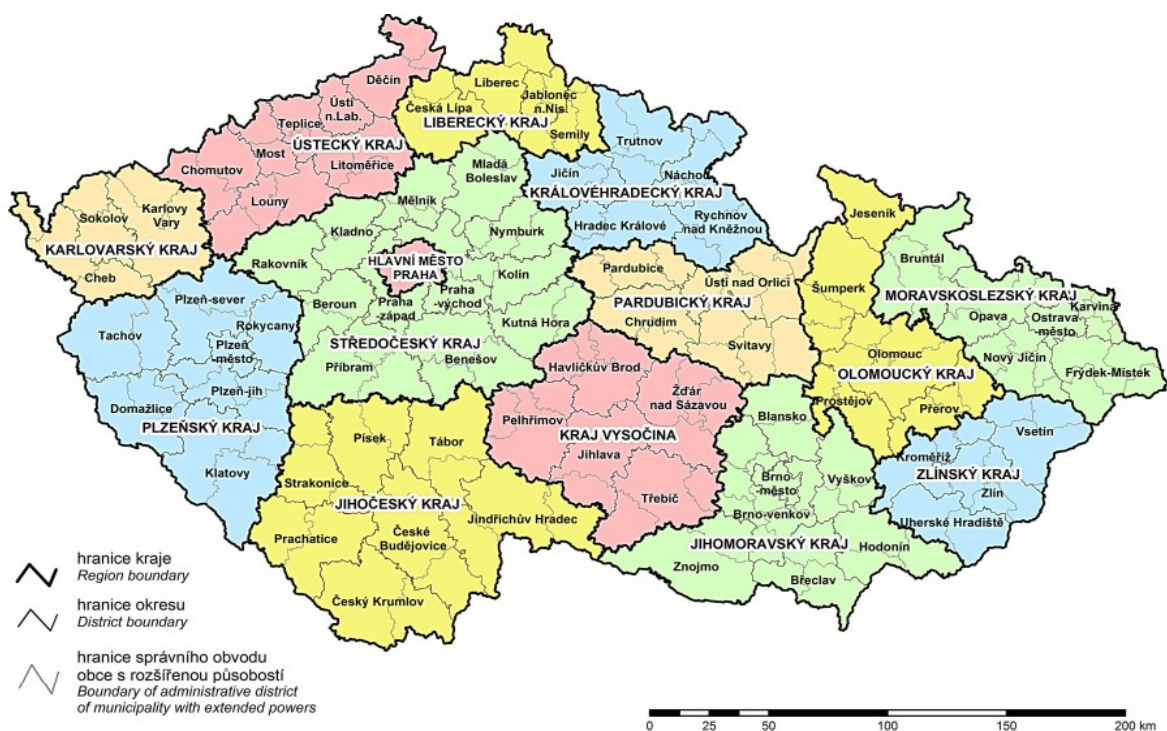 Děčín
Liberec
Ústí
n.Lab.
Česká Lípa
Jablonec
n.Nis.
Teplice
LIBERECKÝ KRAJ
Semily
ÚSTECKÝ KRAJ
Most
Chomutov
Litoměřice
Louny
Trutnov
Jičín
Náchod
KRÁLOVÉHRADECKÝ KRAJ
Hradec Králové
Rychnov
nad Kněžnou
Mladá
Boleslav
Mělník
Kladno
Nymburk
Rakovník
HLAVNÍ MĚSTO
PRAHA
Kolín
Beroun
Praha
-západ
Praha
-východ
Kutná Hora
STŘEDOČESKÝ KRAJ
Benešov
Příbram
Sokolov
Karlovy
Vary
KARLOVARSKÝ KRAJ
Cheb
Plzeň-sever
Tachov
Rokycany
Plzeň
-město
Plzeň-jih
Domažlice
PLZEŇSKÝ KRAJ
Klatovy
Pardubice
Ústí nad Orlicí
PARDUBICKÝ KRAJ
Chrudim
Svitavy
Jeseník
Šumperk
Olomouc
OLOMOUCKÝ KRAJ
Prostějov
Přerov
Bruntál
MORAVSKOSLEZSKÝ KRAJ
Karviná
Opava
Ostrava
-město
Nový Jičín
Frýdek-Místek
Havlíčkův Brod
Žďár
nad Sázavou
Pelhřimov
KRAJ VYSOČINA
Jihlava
Třebíč
Písek
Tábor
Strakonice
JIHOČESKÝ KRAJ
Jindřichův Hradec
Prachatice
České
Budějovice
Český Krumlov
Blansko
Brno
-město
Vyškov
Brno-venkov
JIHOMORAVSKÝ KRAJ
Hodonín
Znojmo
Břeclav
Vsetín
Kroměříž
ZLÍNSKÝ KRAJ
Zlín
Uherské Hradiště
hranice kraje
Region boundary
hranice okresu
District boundary
hranice správního obvodu
obce s rozšířenou působostí
Boundary of administrative district
of municipality with extended powers
0 25 50 100 150 200 km